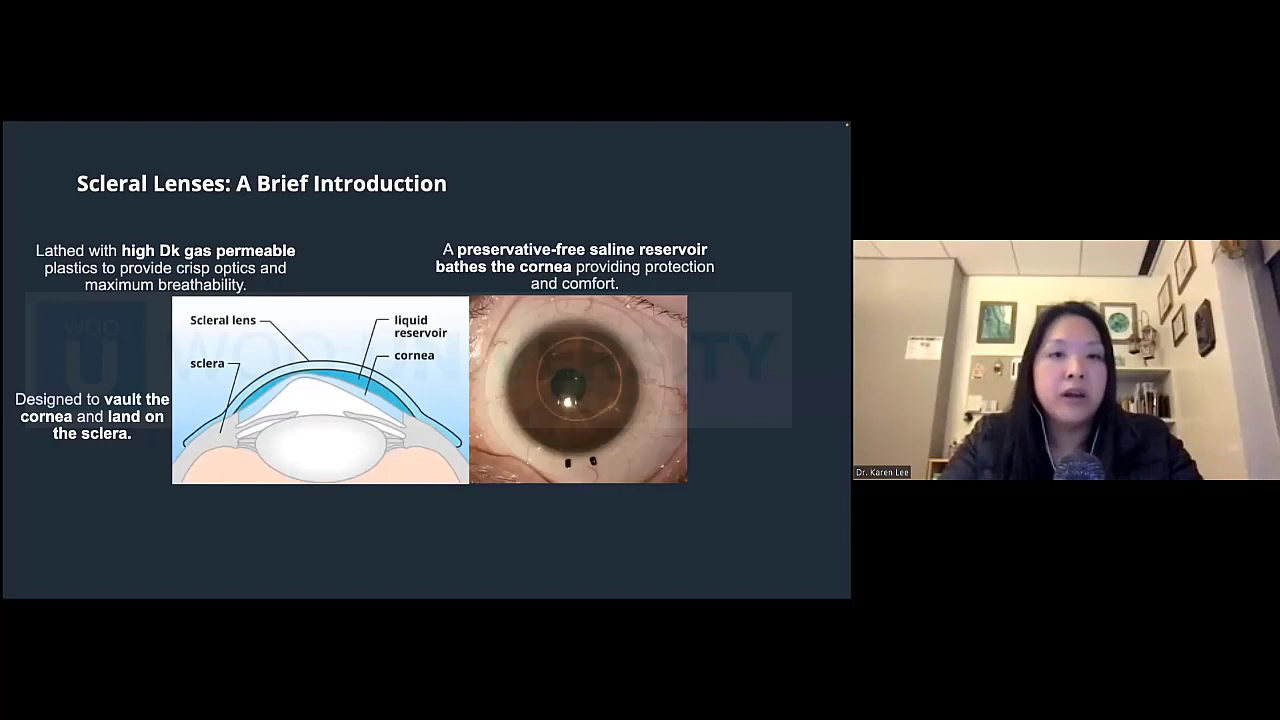 Scleral Lenses: A Brief Introduction
Lathed with high Dk gas permeable
plastics to provide crisp optics and
maximum breathability.
A preservative-free saline reservoir
bathes the cornea providing protection
and comfort.
Scleral lens
liquid
reservoir
cornea
sclera
Designed to vault the
cornea and land on
the sclera.
WOO
U
Dr. Karen Lee